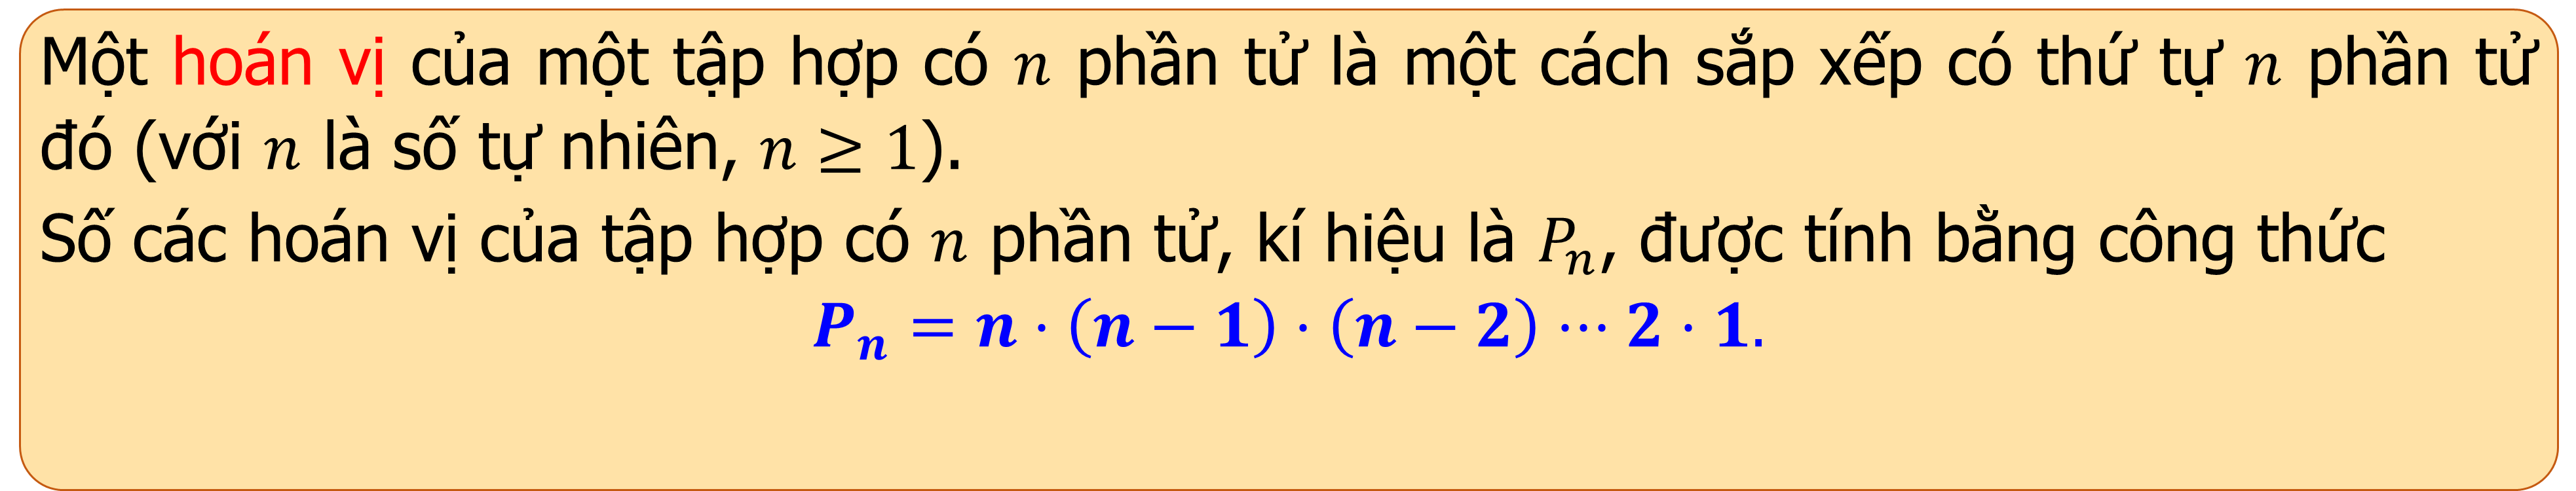 Một hoán vị của một tập hợp có n phần tử là một cách sắp xếp có thứ tự n phần tử
đó (với n là số tự nhiên, n ≥ 1).
Số các hoán vị của tập hợp có n phần tử, kí hiệu là Pₙ, được tính bằng công thức
Pₙ = n · (n − 1) · (n − 2) ⋯ 2 · 1.